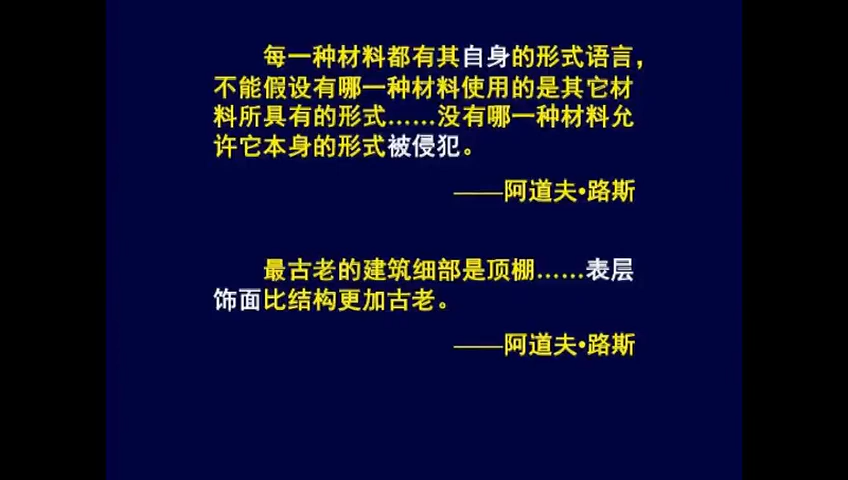 每一种材料都有其自身的形式语言，
不能假设有哪一种材料使用的是其它材
料所具有的形式……没有哪一种材料允
许它本身的形式被侵犯。
——阿道夫•路斯
最古老的建筑细部是顶棚……表层
饰面比结构更加古老。
——阿道夫•路斯